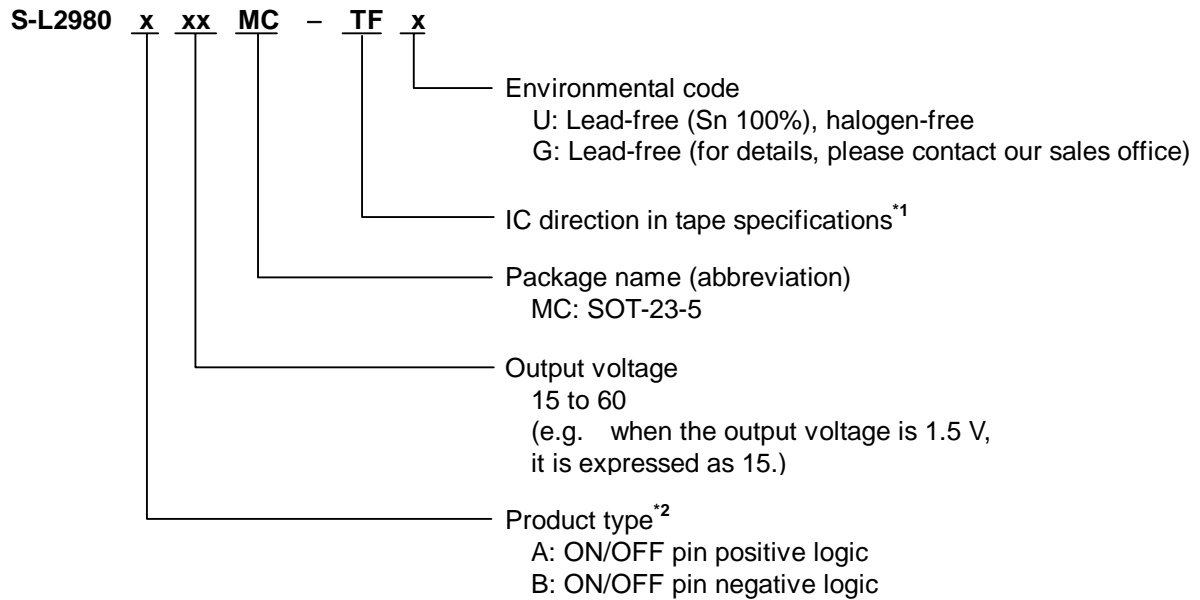 S-L2980 x xx MC – TF x
Environmental code
U: Lead-free (Sn 100%), halogen-free
G: Lead-free (for details, please contact our sales office)
IC direction in tape specifications*1
Package name (abbreviation)
MC: SOT-23-5
Output voltage
15 to 60
(e.g. when the output voltage is 1.5 V,
it is expressed as 15.)
Product type*2
A: ON/OFF pin positive logic
B: ON/OFF pin negative logic